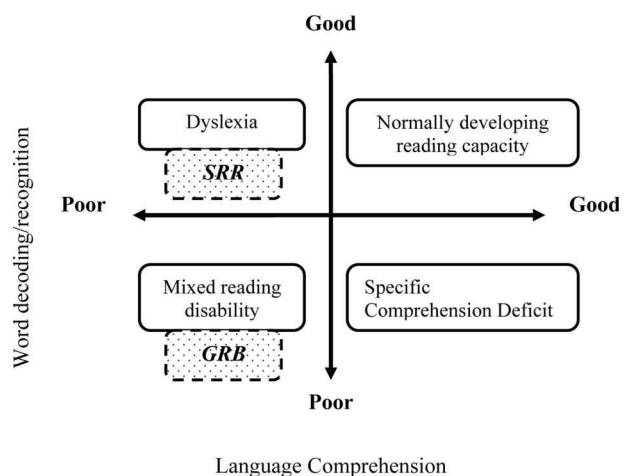 Good
Dyslexia
Normally developing
reading capacity
SRR
Word decoding/recognition
Poor
Good
Mixed reading
disability
Specific
Comprehension Deficit
GRB
Poor
Language Comprehension